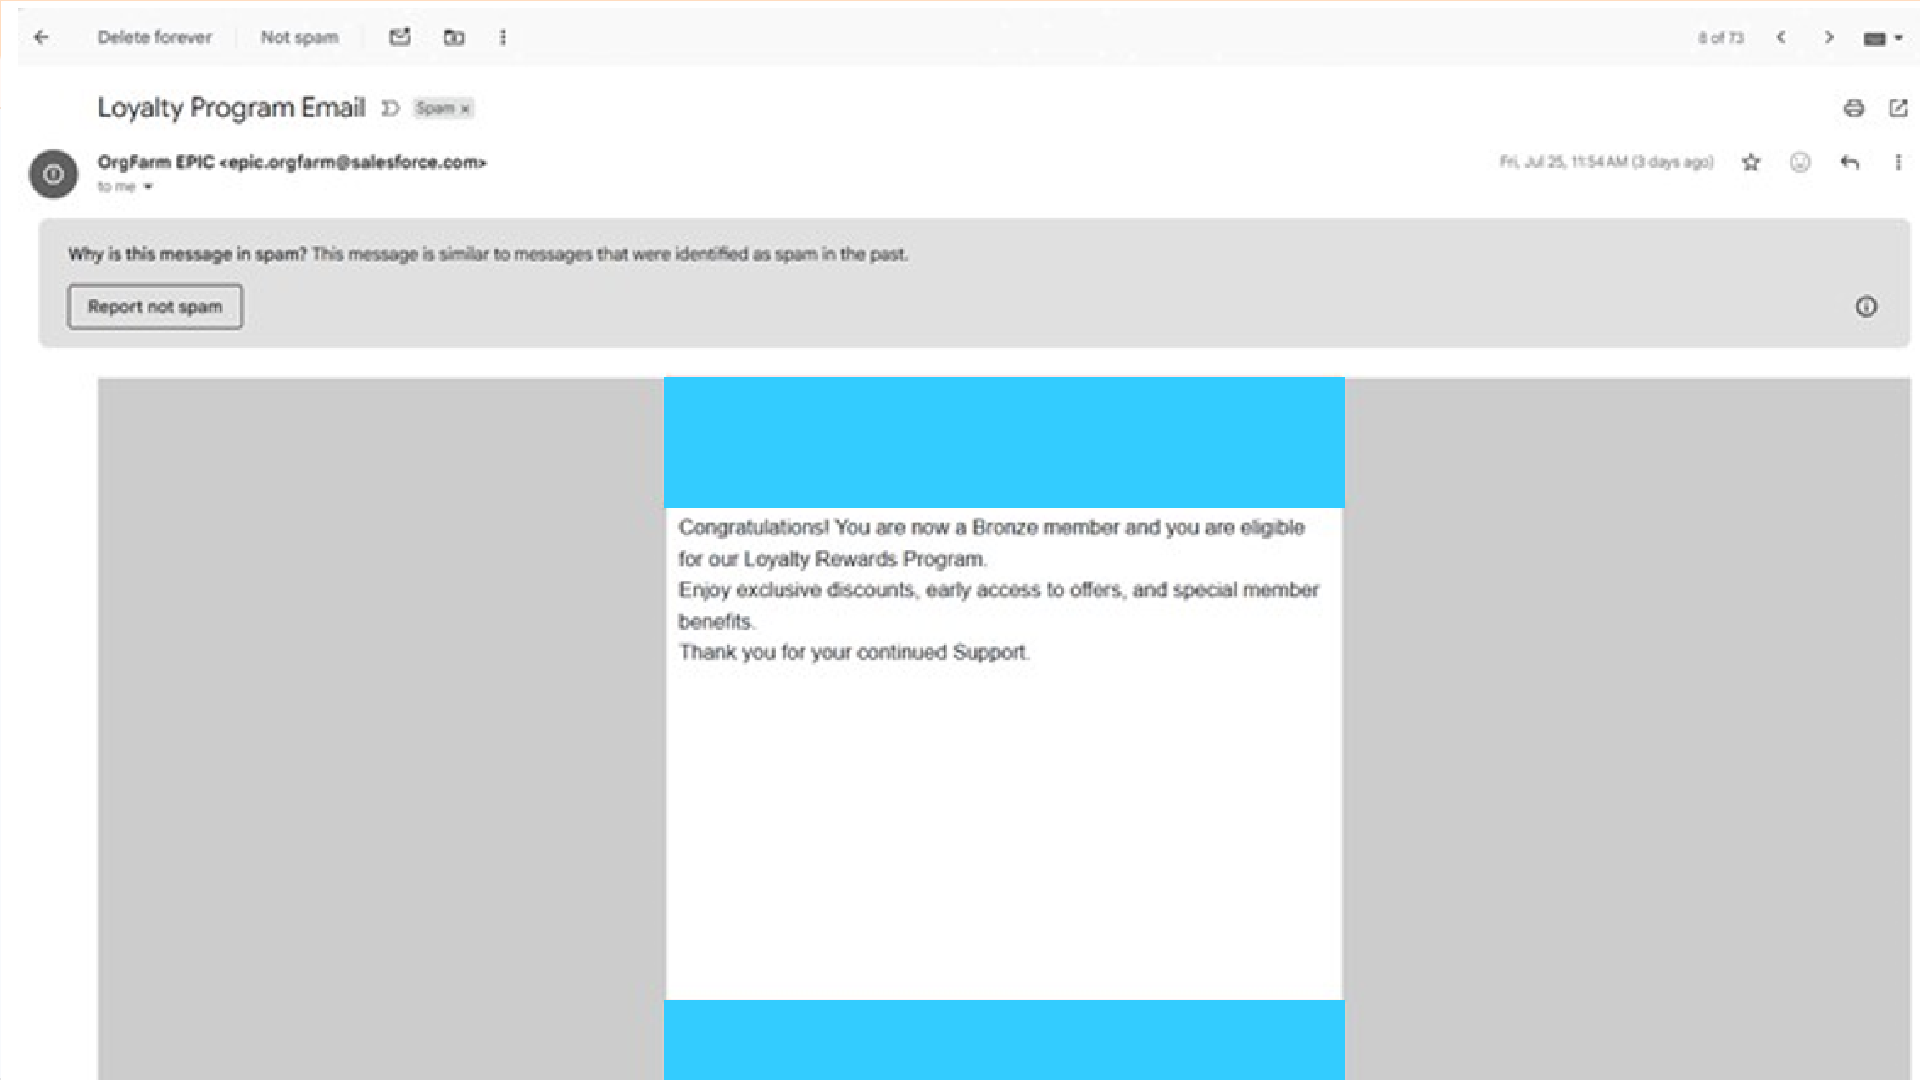 Delete forever
Not spam
8 of 73
Loyalty Program Email
Spam x
OrgFarm EPIC <epic.orgfarm@salesforce.com>
Fri, Jul 25, 11:54 AM (3 days ago)
to me
Why is this message in spam? This message is similar to messages that were identified as spam in the past.
Report not spam
Congratulations! You are now a Bronze member and you are eligible
for our Loyalty Rewards Program.
Enjoy exclusive discounts, early access to offers, and special member
benefits.
Thank you for your continued Support.